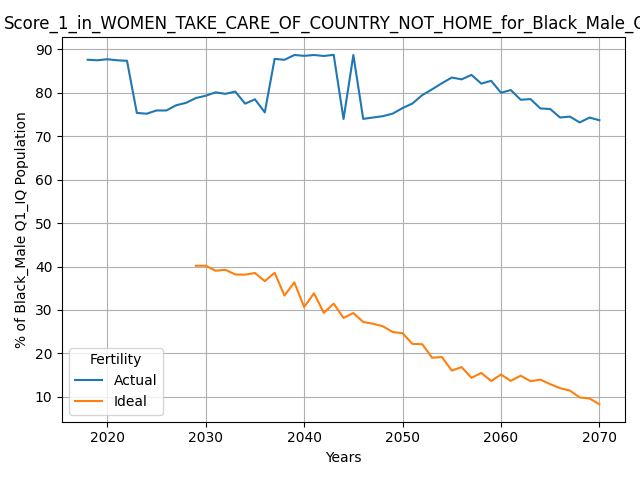 Score_1_in_WOMEN_TAKE_CARE_OF_COUNTRY_NOT_HOME_for_Black_Male_
% of Black_Male Q1_IQ Population
90
80
70
60
50
40
30
20
10
Fertility
Actual
Ideal
2020 2030 2040 2050 2060 2070
Years